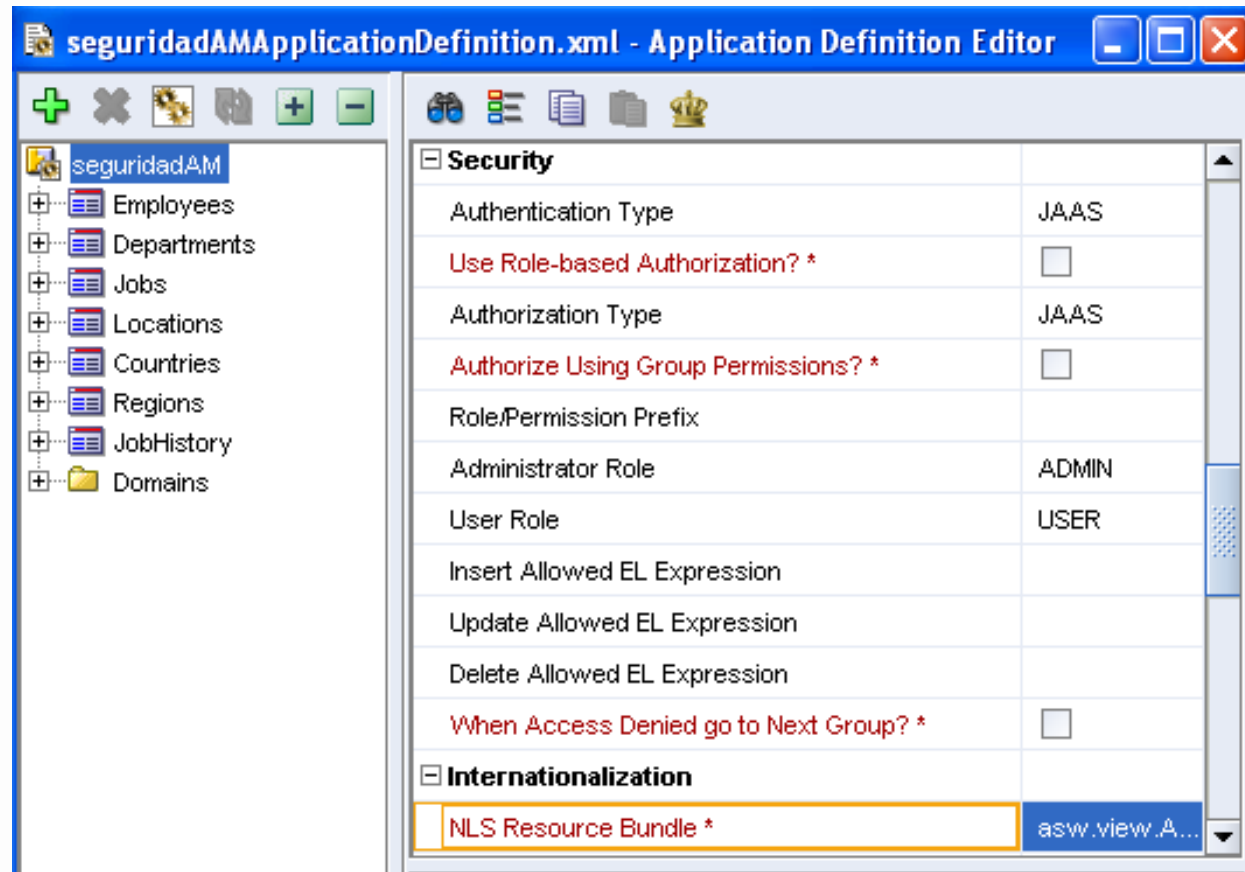 seguridadAMApplicationDefinition.xml - Application Definition Editor
seguridadAM
Employees
Departments
Jobs
Locations
Countries
Regions
JobHistory
Domains
Security
Authentication Type JAAS
Use Role-based Authorization? *
Authorization Type JAAS
Authorize Using Group Permissions? *
Role/Permission Prefix
Administrator Role ADMIN
User Role USER
Insert Allowed EL Expression
Update Allowed EL Expression
Delete Allowed EL Expression
When Access Denied go to Next Group? *
Internationalization
NLS Resource Bundle * asw.view.A...